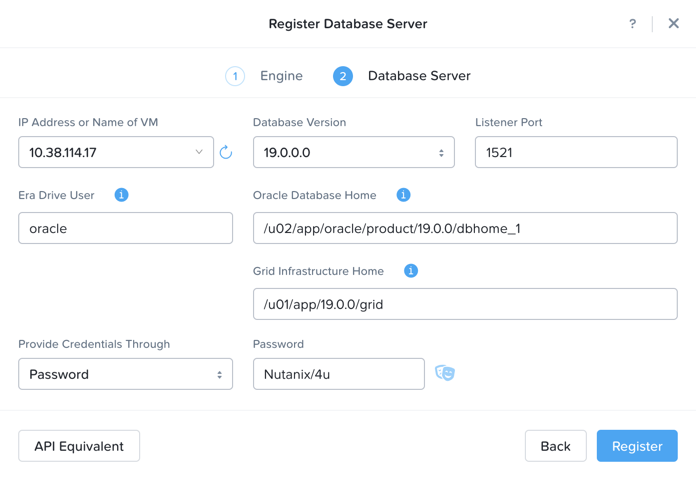 Register Database Server
?
1 Engine 2 Database Server
IP Address or Name of VM
10.38.114.17
Database Version
19.0.0.0
Listener Port
1521
Era Drive User i
oracle
Oracle Database Home i
/u02/app/oracle/product/19.0.0/dbhome_1
Grid Infrastructure Home i
/u01/app/19.0.0/grid
Provide Credentials Through
Password
Password
Nutanix/4u
API Equivalent
Back
Register